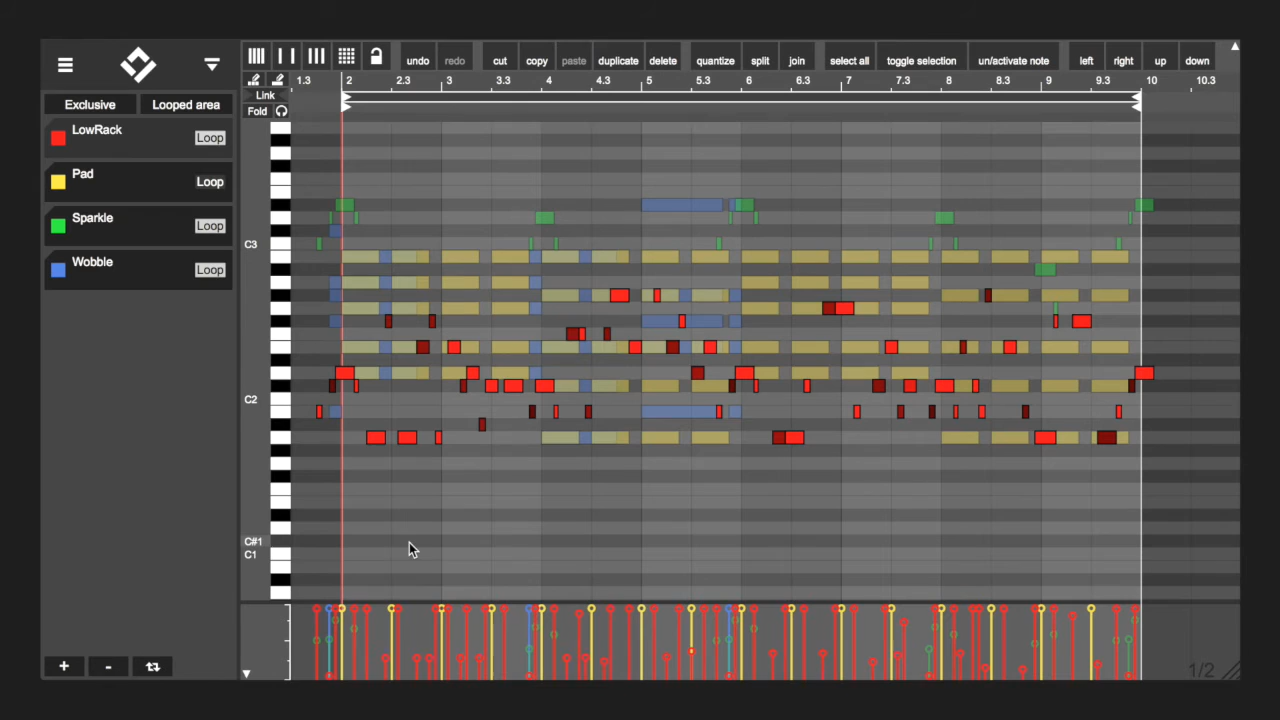 undo redo cut copy paste duplicate delete quantize split join select all toggle selection un/activate note left right up down
1.3 2 2.3 3 3.3 4 4.3 5 5.3 6 6.3 7 7.3 8 8.3 9 9.3 10 10.3
Link
Fold
Exclusive Looped area
LowRack Loop
Pad Loop
Sparkle Loop
Wobble Loop
C3
C2
C#1
C1
+ -
1/2